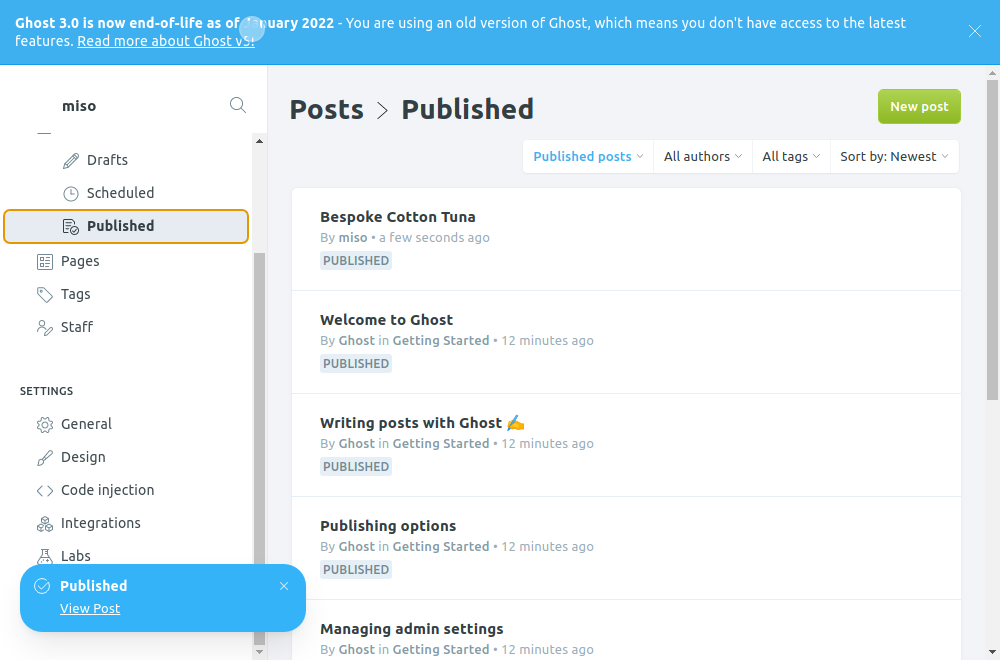 Ghost 3.0 is now end-of-life as of January 2022 - You are using an old version of Ghost, which means you don't have access to the latest
features. Read more about Ghost v5!
miso
Drafts
Scheduled
Published
Pages
Tags
Staff
SETTINGS
General
Design
Code injection
Integrations
Labs
Published
View Post
Posts > Published
New post
Published posts
All authors
All tags
Sort by: Newest
Bespoke Cotton Tuna
By miso • a few seconds ago
PUBLISHED
Welcome to Ghost
By Ghost in Getting Started • 12 minutes ago
PUBLISHED
Writing posts with Ghost ✍️
By Ghost in Getting Started • 12 minutes ago
PUBLISHED
Publishing options
By Ghost in Getting Started • 12 minutes ago
PUBLISHED
Managing admin settings
By Ghost in Getting Started • 12 minutes ago